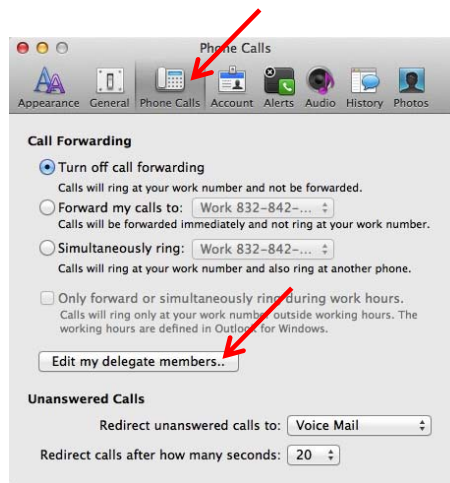 Phone Calls
Appearance General Phone Calls Account Alerts Audio History Photos
Call Forwarding
Turn off call forwarding
Calls will ring at your work number and not be forwarded.
Forward my calls to: Work 832-842-...
Calls will be forwarded immediately and not ring at your work number.
Simultaneously ring: Work 832-842-...
Calls will ring at your work number and also ring at another phone.
Only forward or simultaneously ring during work hours.
Calls will ring only at your work number outside working hours. The
working hours are defined in Outlook for Windows.
Edit my delegate members..
Unanswered Calls
Redirect unanswered calls to: Voice Mail
Redirect calls after how many seconds: 20